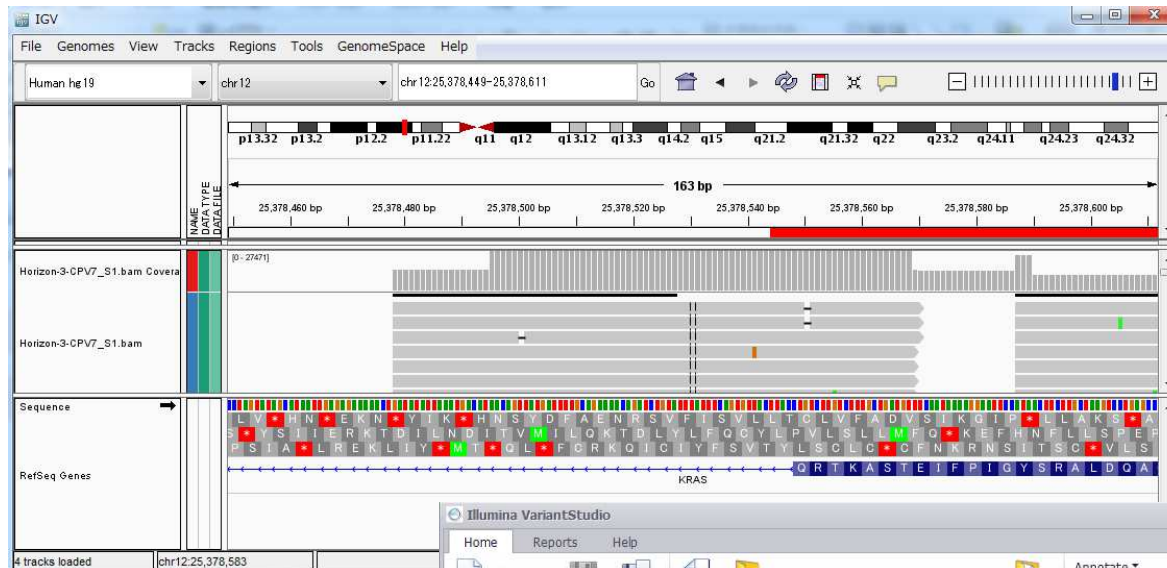 IGV
File Genomes View Tracks Regions Tools GenomeSpace Help
Human hg19 chr12 chr12:25,378,449-25,378,611 Go
p13.32 p13.2 p12.2 p11.22 q11 q12 q13.12 q13.3 q14.2 q15 q21.2 q21.32 q22 q23.2 q24.11 q24.23 q24.32
163 bp
NAME
DATA TYPE
DATA FILE
25,378,460 bp 25,378,480 bp 25,378,500 bp 25,378,520 bp 25,378,540 bp 25,378,560 bp 25,378,580 bp 25,378,600 bp
[0 - 27471]
Horizon-3-CPV7_S1.bam Covera
Horizon-3-CPV7_S1.bam
Sequence
L V * H N * E K N * Y I K * H N S Y D F A E N R S V F I S V L L T C L V F A D V S
RefSeq Genes
KRAS
Q R T K A S T E I F P I G Y S R A L D Q A
Illumina VariantStudio
Home Reports Help
Annotate
4 tracks loaded chr12:25,378,583